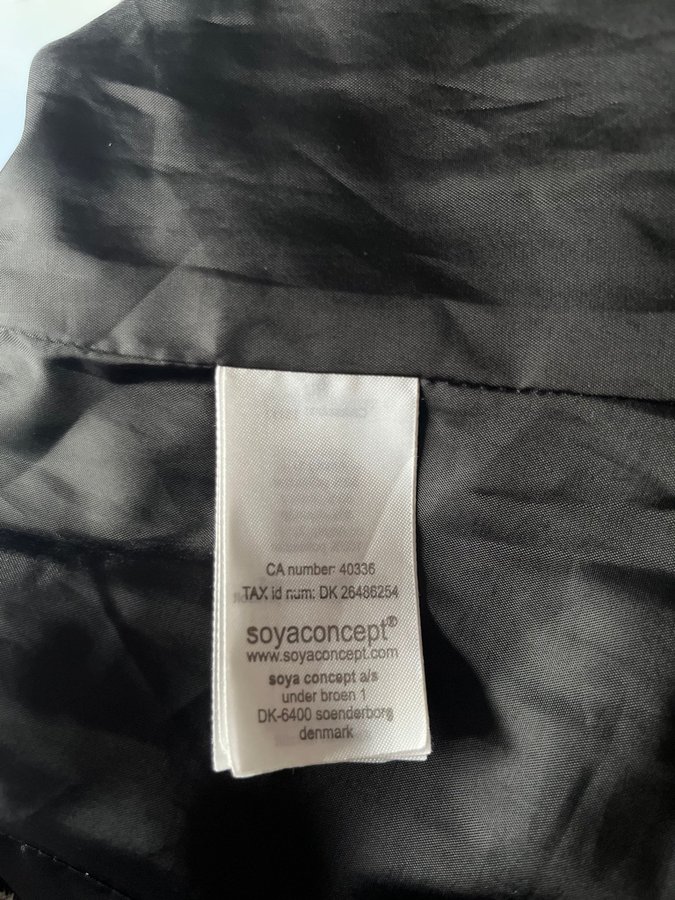 CA number: 40336
TAX id num: DK 26486254
soyaconcept®
www.soyaconcept.com
soya concept a/s
under broen 1
DK-6400 soenderborg
denmark